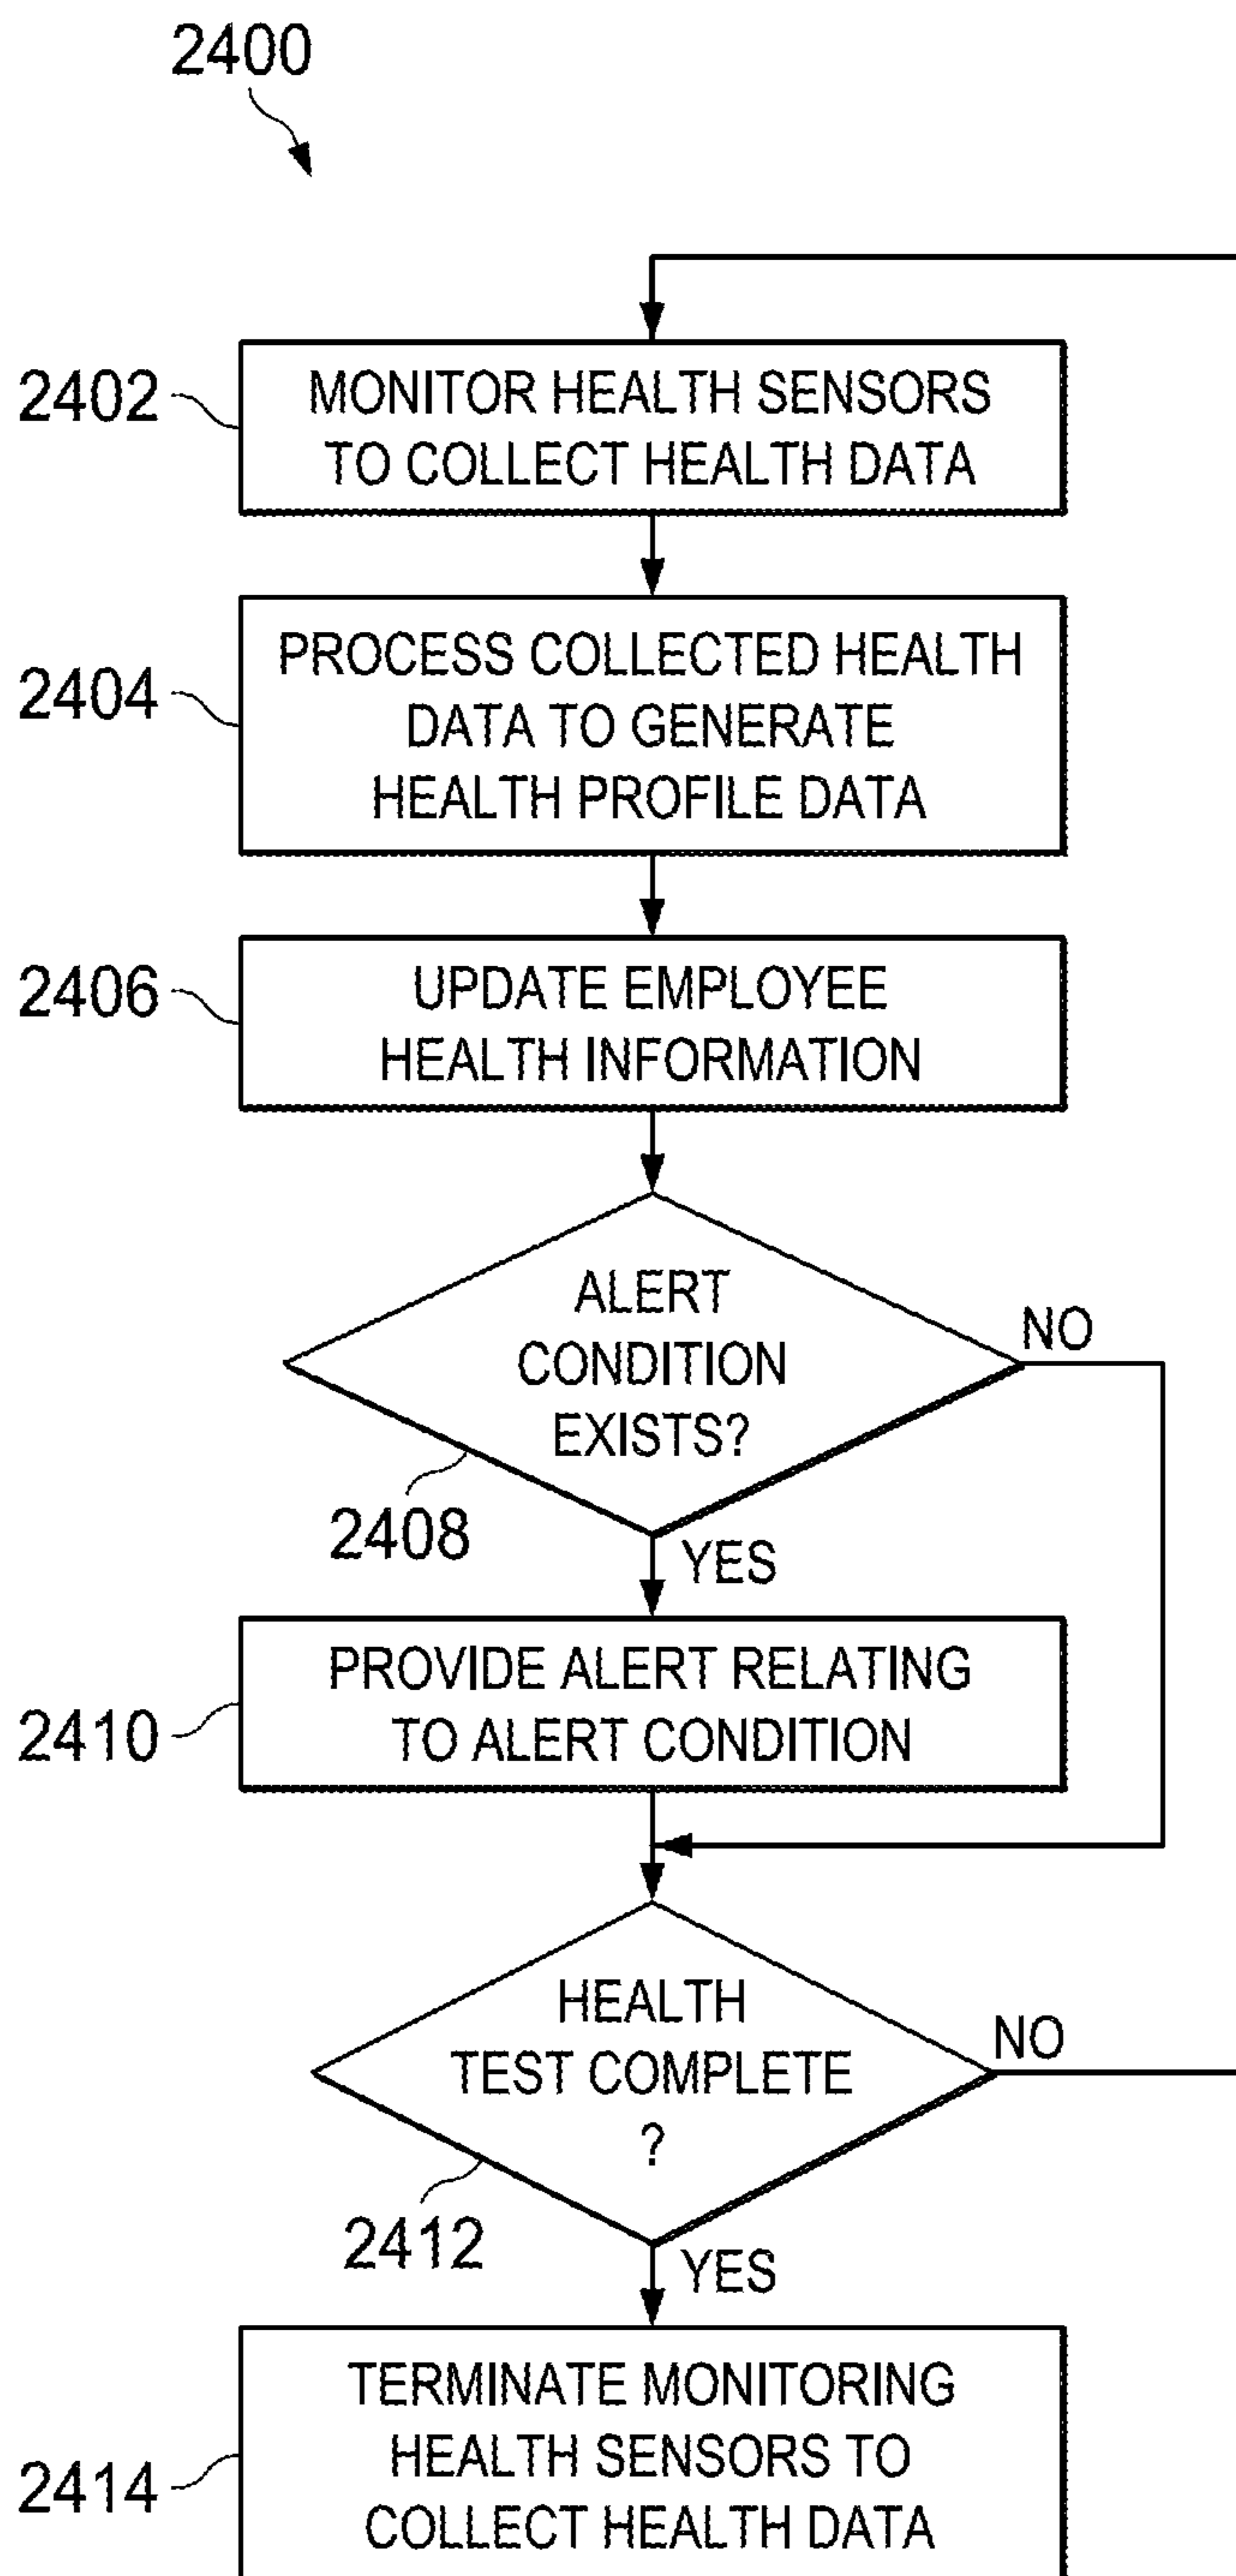 2400
2402
MONITOR HEALTH SENSORS
TO COLLECT HEALTH DATA
2404
PROCESS COLLECTED HEALTH
DATA TO GENERATE
HEALTH PROFILE DATA
2406
UPDATE EMPLOYEE
HEALTH INFORMATION
ALERT
CONDITION
EXISTS?
NO
2408
YES
2410
PROVIDE ALERT RELATING
TO ALERT CONDITION
HEALTH
TEST COMPLETE
?
NO
2412
YES
2414
TERMINATE MONITORING
HEALTH SENSORS TO
COLLECT HEALTH DATA